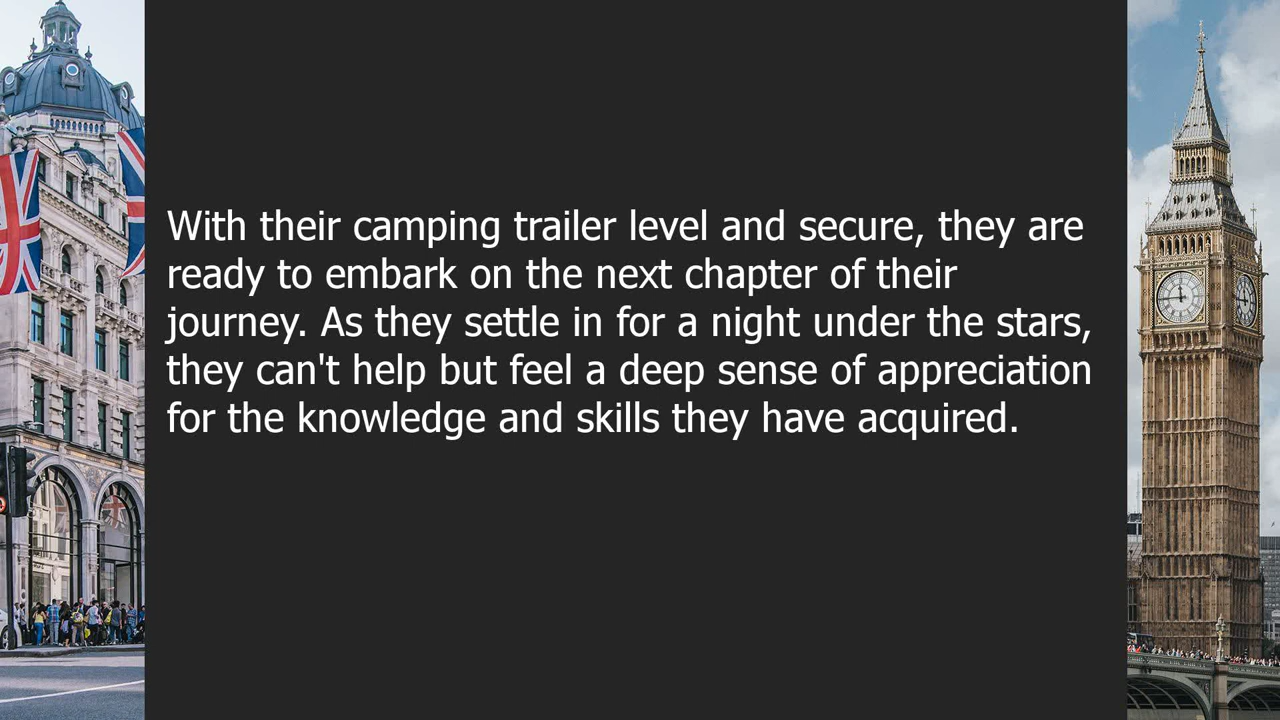 With their camping trailer level and secure, they are
ready to embark on the next chapter of their
journey. As they settle in for a night under the stars,
they can't help but feel a deep sense of appreciation
for the knowledge and skills they have acquired.